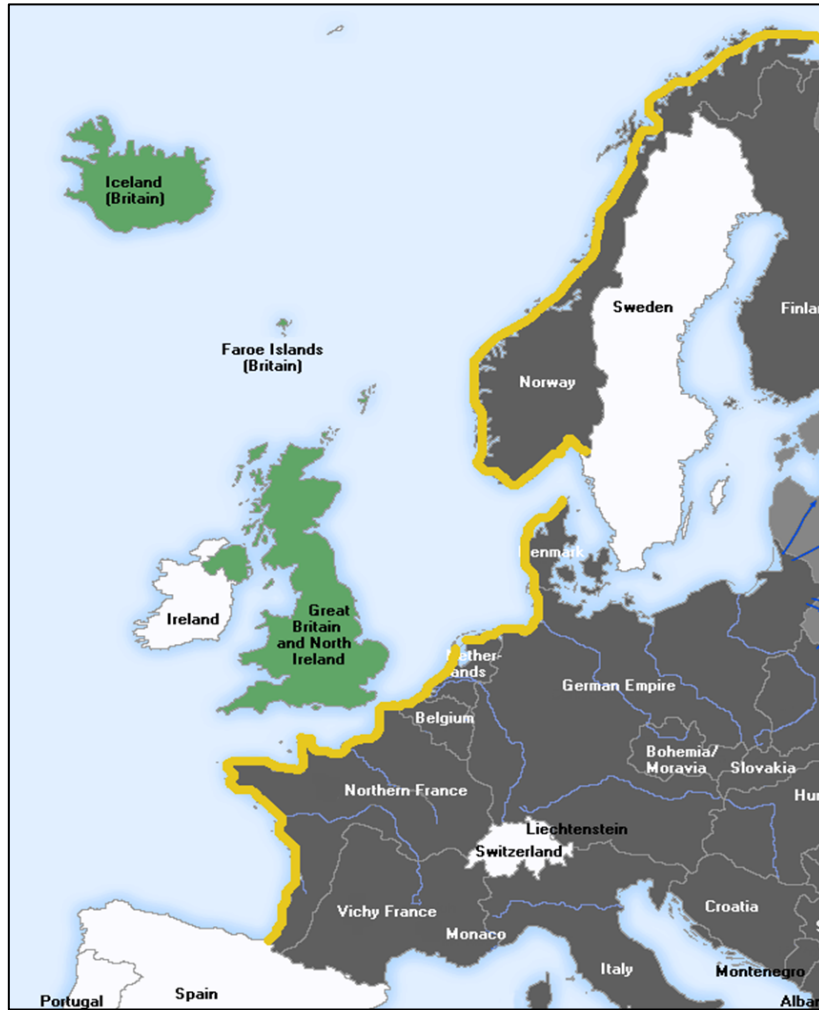 Iceland
(Britain)
Sweden
Finla
Faroe Islands
(Britain)
Norway
Denmark
Ireland
Great
Britain
and North
Ireland
Nether-
lands
German Empire
Belgium
Bohemia/
Moravia
Slovakia
Northern France
Hu
Liechtenstein
Switzerland
Vichy France
Croatia
Monaco
Italy
Montenegro
Spain
Portugal
Alba